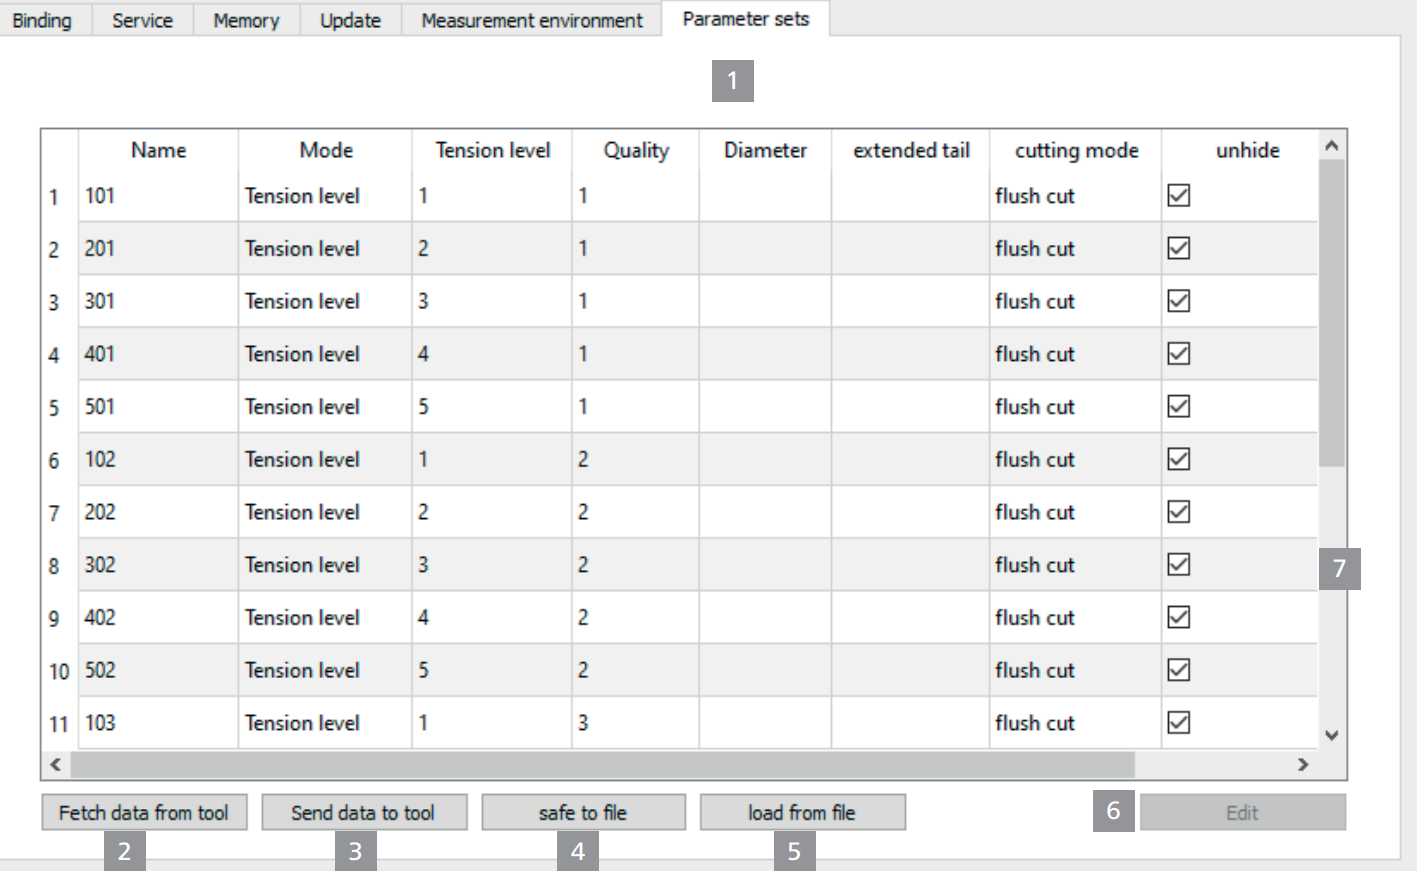 Binding Service Memory Update Measurement environment Parameter sets
1
Name Mode Tension level Quality Diameter extended tail cutting mode unhide
1 101 Tension level 1 1 flush cut
2 201 Tension level 2 1 flush cut
3 301 Tension level 3 1 flush cut
4 401 Tension level 4 1 flush cut
5 501 Tension level 5 1 flush cut
6 102 Tension level 1 2 flush cut
7 202 Tension level 2 2 flush cut
8 302 Tension level 3 2 flush cut
7
9 402 Tension level 4 2 flush cut
10 502 Tension level 5 2 flush cut
11 103 Tension level 1 3 flush cut
Fetch data from tool Send data to tool safe to file load from file 6 Edit
2 3 4 5